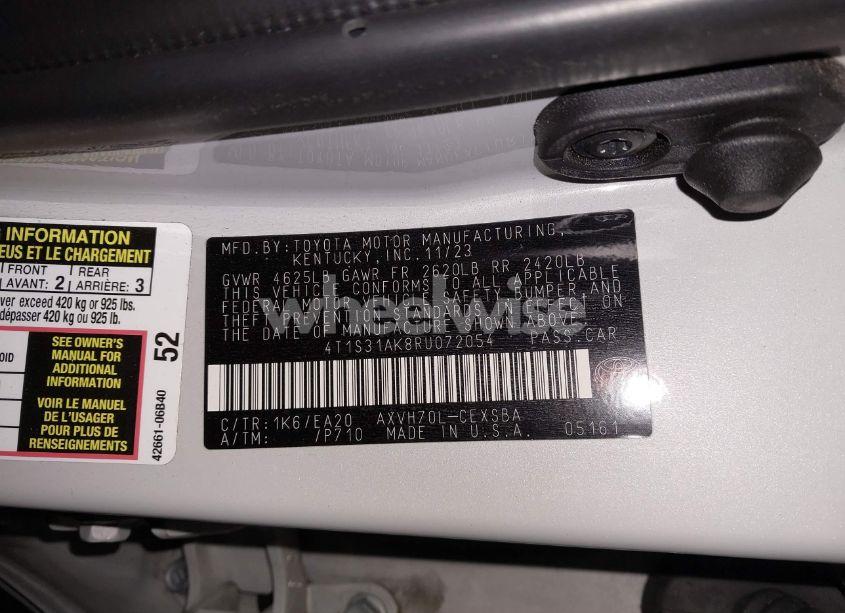 G INFORMATION
EUS ET LE CHARGEMENT
FRONT
AVANT: 2
REAR
ARRIÈRE: 3
ver exceed 420 kg or 925 lbs.
dépasser 420 kg ou 925 lb.
OID
SEE OWNER'S
MANUAL FOR
ADDITIONAL
INFORMATION
VOIR LE MANUEL
DE L'USAGER
POUR PLUS DE
RENSEIGNEMENTS
52
42661-06B40
MFD.BY:TOYOTA MOTOR MANUFACTURING,
KENTUCKY, INC. 11/23
GVWR 4625LB GAWR FR 2620LB RR 2420LB
THIS VEHICLE CONFORMS TO ALL APPLICABLE
FEDERAL MOTOR VEHICLE SAFETY, BUMPER AND
THEFT PREVENTION STANDARDS IN EFFECT ON
THE DATE OF MANUFACTURE SHOWN ABOVE.
4T1S31AK8RU072054 PASS.CAR
C/TR:1K6/EA20 AXVH70L-CEXSBA
A/TM: /P710 MADE IN U.S.A. 05161
wheelwise